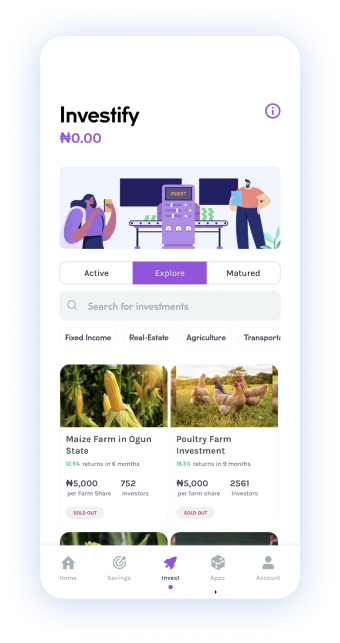 Investify
₦0.00
INVEST
Active Explore Matured
Search for investments
Fixed Income Real-Estate Agriculture Transporta
Maize Farm in Ogun State
12.5% returns in 6 months
₦5,000 752
per Farm Share Investors
SOLD OUT
Poultry Farm Investment
18.5% returns in 9 months
₦5,000 2561
per farm share Investors
SOLD OUT
Home Savings Invest Apps Account